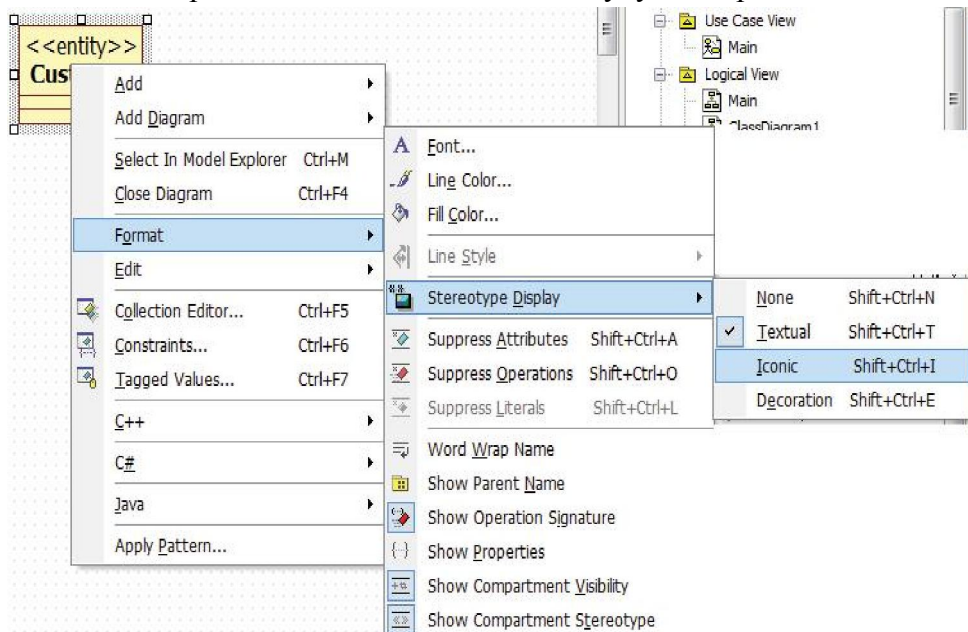 <<entity>>
Cus
Add
Add Diagram
Select In Model Explorer Ctrl+M
Close Diagram Ctrl+F4
Format
Edit
Collection Editor... Ctrl+F5
Constraints... Ctrl+F6
Tagged Values... Ctrl+F7
C++
C#
Java
Apply Pattern...
Font...
Line Color...
Fill Color...
Line Style
Stereotype Display
Suppress Attributes Shift+Ctrl+A
Suppress Operations Shift+Ctrl+O
Suppress Literals Shift+Ctrl+L
Word Wrap Name
Show Parent Name
Show Operation Signature
Show Properties
Show Compartment Visibility
Show Compartment Stereotype
None Shift+Ctrl+N
Textual Shift+Ctrl+T
Iconic Shift+Ctrl+I
Decoration Shift+Ctrl+E
Use Case View
Main
Logical View
Main
ClassDiagram1